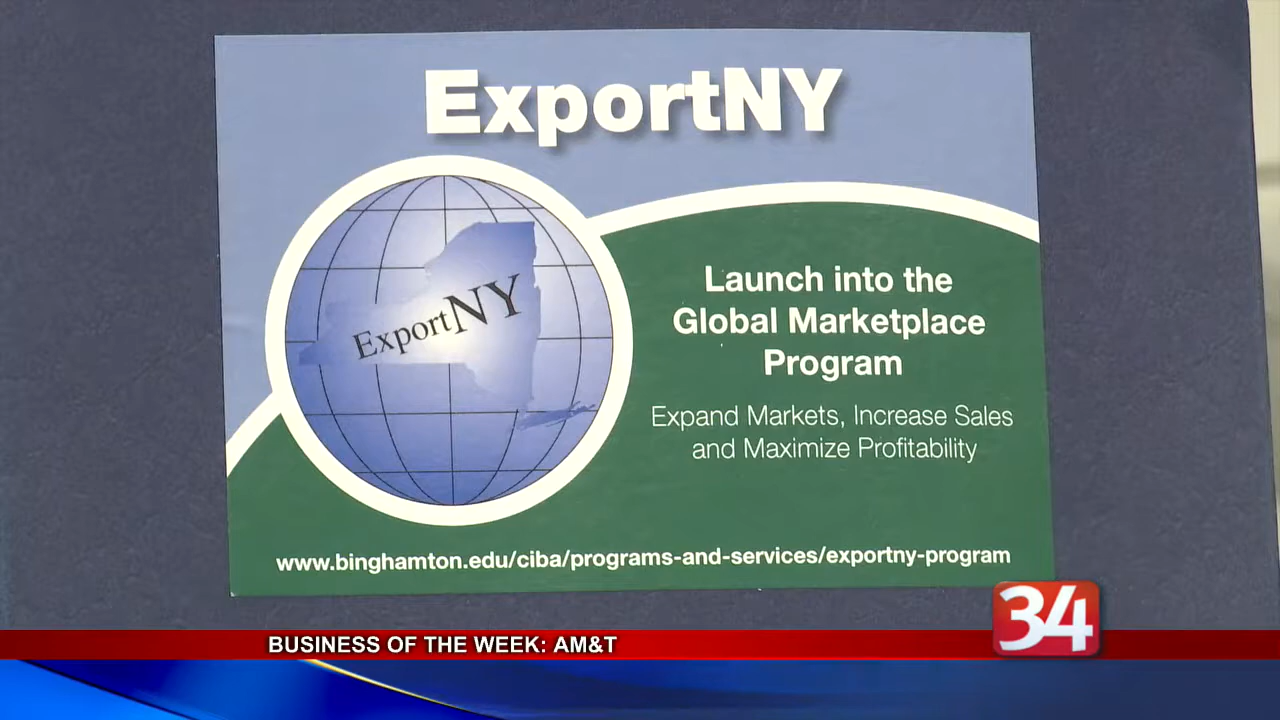 ExportNY
ExportNY
Launch into the
Global Marketplace
Program
Expand Markets, Increase Sales
and Maximize Profitability
www.binghamton.edu/ciba/programs-and-services/exportny-program
34
BUSINESS OF THE WEEK: AM&T